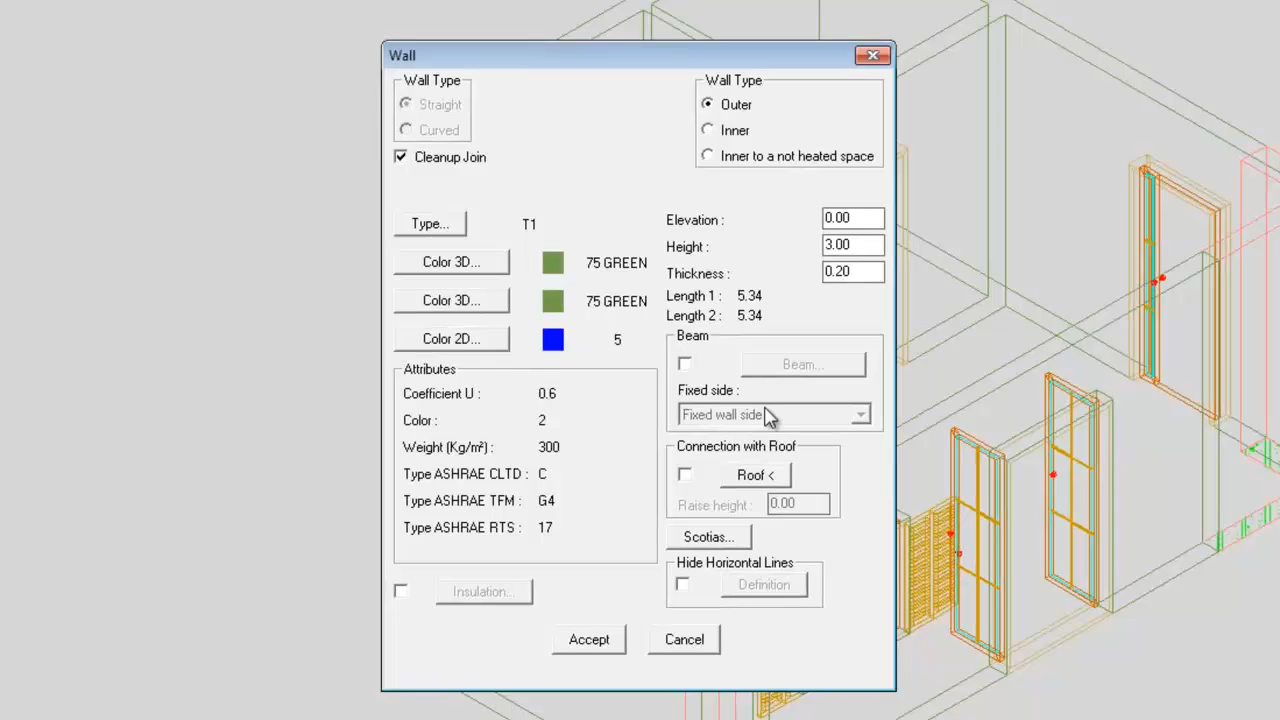 Wall
Wall Type
Straight
Curved
Cleanup Join
Wall Type
Outer
Inner
Inner to a not heated space
Type...
T1
Color 3D...
75 GREEN
Color 3D...
75 GREEN
Color 2D...
5
Elevation :
0.00
Height :
3.00
Thickness :
0.20
Length 1 :
5.34
Length 2 :
5.34
Attributes
Coefficient U :
0.6
Color :
2
Weight (Kg/m²) :
300
Type ASHRAE CLTD :
C
Type ASHRAE TFM :
G4
Type ASHRAE RTS :
17
Insulation...
Beam
Beam...
Fixed side :
Fixed wall side
Connection with Roof
Roof <
Raise height :
0.00
Scotias...
Hide Horizontal Lines
Definition
Accept
Cancel